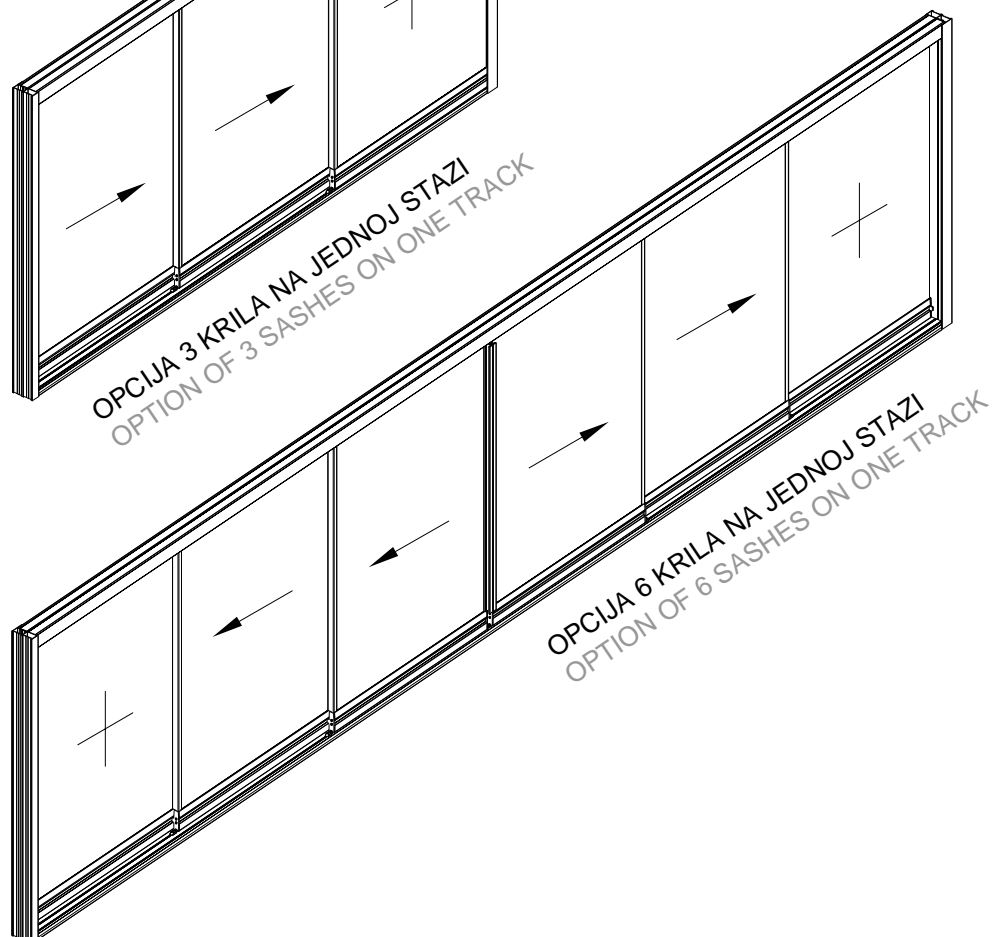 OPCIJA 3 KRILA NA JEDNOJ STAZI
OPTION OF 3 SASHES ON ONE TRACK
OPCIJA 6 KRILA NA JEDNOJ STAZI
OPTION OF 6 SASHES ON ONE TRACK